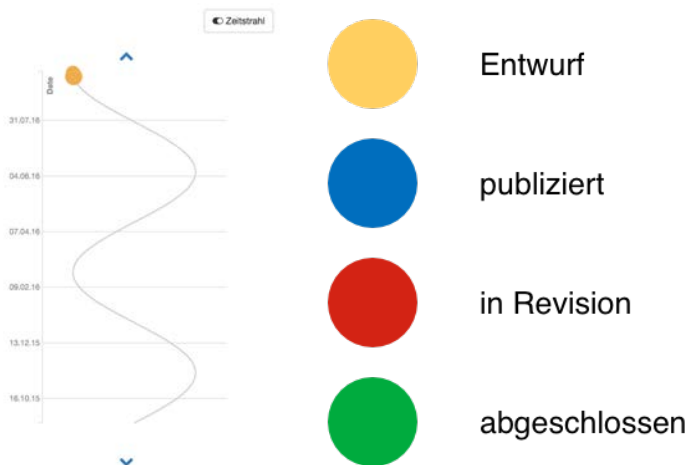 Zeitstrahl
Date
31.07.16
04.06.16
07.04.16
09.02.16
13.12.15
16.10.15
Entwurf
publiziert
in Revision
abgeschlossen